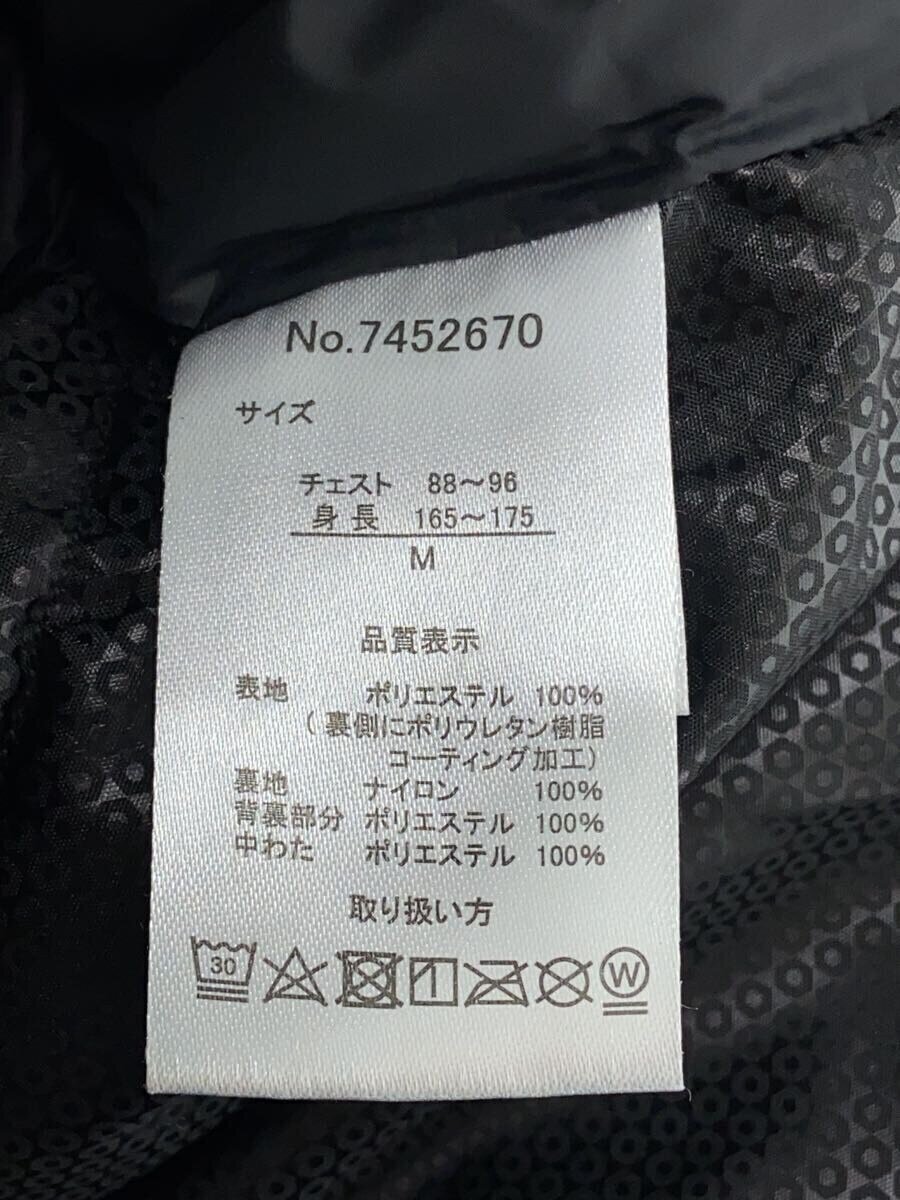 No.7452670
サイズ
チェスト 88～96
身長 165～175
M
品質表示
表地 ポリエステル 100%
(裏側にポリウレタン樹脂
コーティング加工)
裏地 ナイロン 100%
背裏部分 ポリエステル 100%
中わた ポリエステル 100%
取り扱い方
30 W